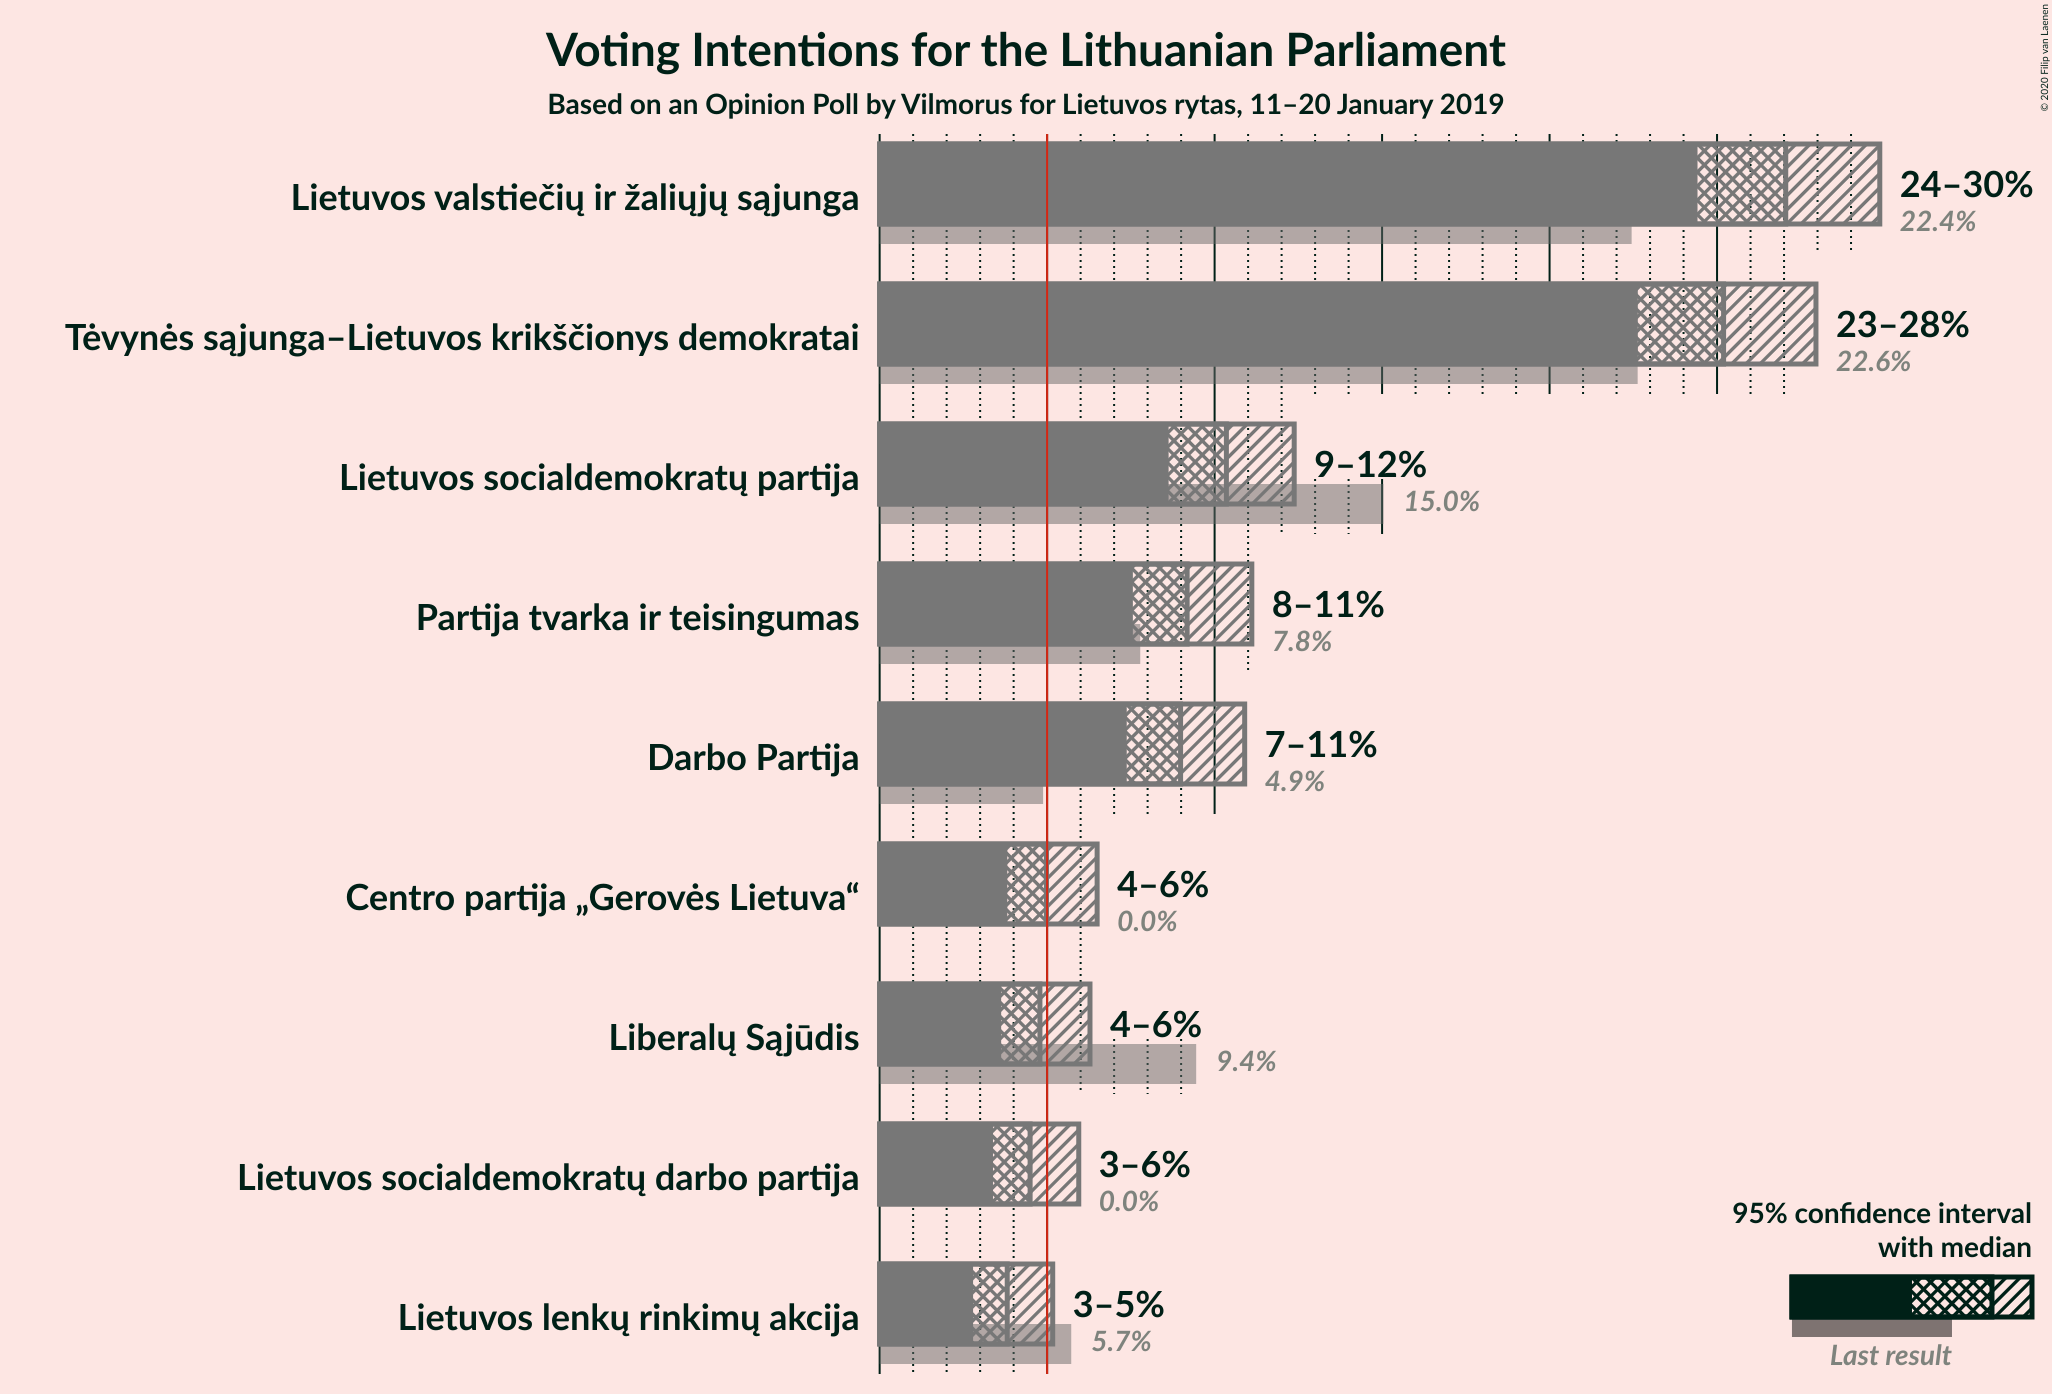 Voting Intentions for the Lithuanian Parliament
Based on an Opinion Poll by Vilmorus for Lietuvos rytas, 11–20 January 2019
© 2020 Filip van Laenen
Lietuvos valstiečių ir žaliųjų sąjunga
24–30%
22.4%
Tėvynės sąjunga–Lietuvos krikščionys demokratai
23–28%
22.6%
Lietuvos socialdemokratų partija
9–12%
15.0%
Partija tvarka ir teisingumas
8–11%
7.8%
Darbo Partija
7–11%
4.9%
Centro partija „Gerovės Lietuva“
4–6%
0.0%
Liberalų Sąjūdis
4–6%
9.4%
Lietuvos socialdemokratų darbo partija
3–6%
0.0%
Lietuvos lenkų rinkimų akcija
3–5%
5.7%
95% confidence interval
with median
Last result